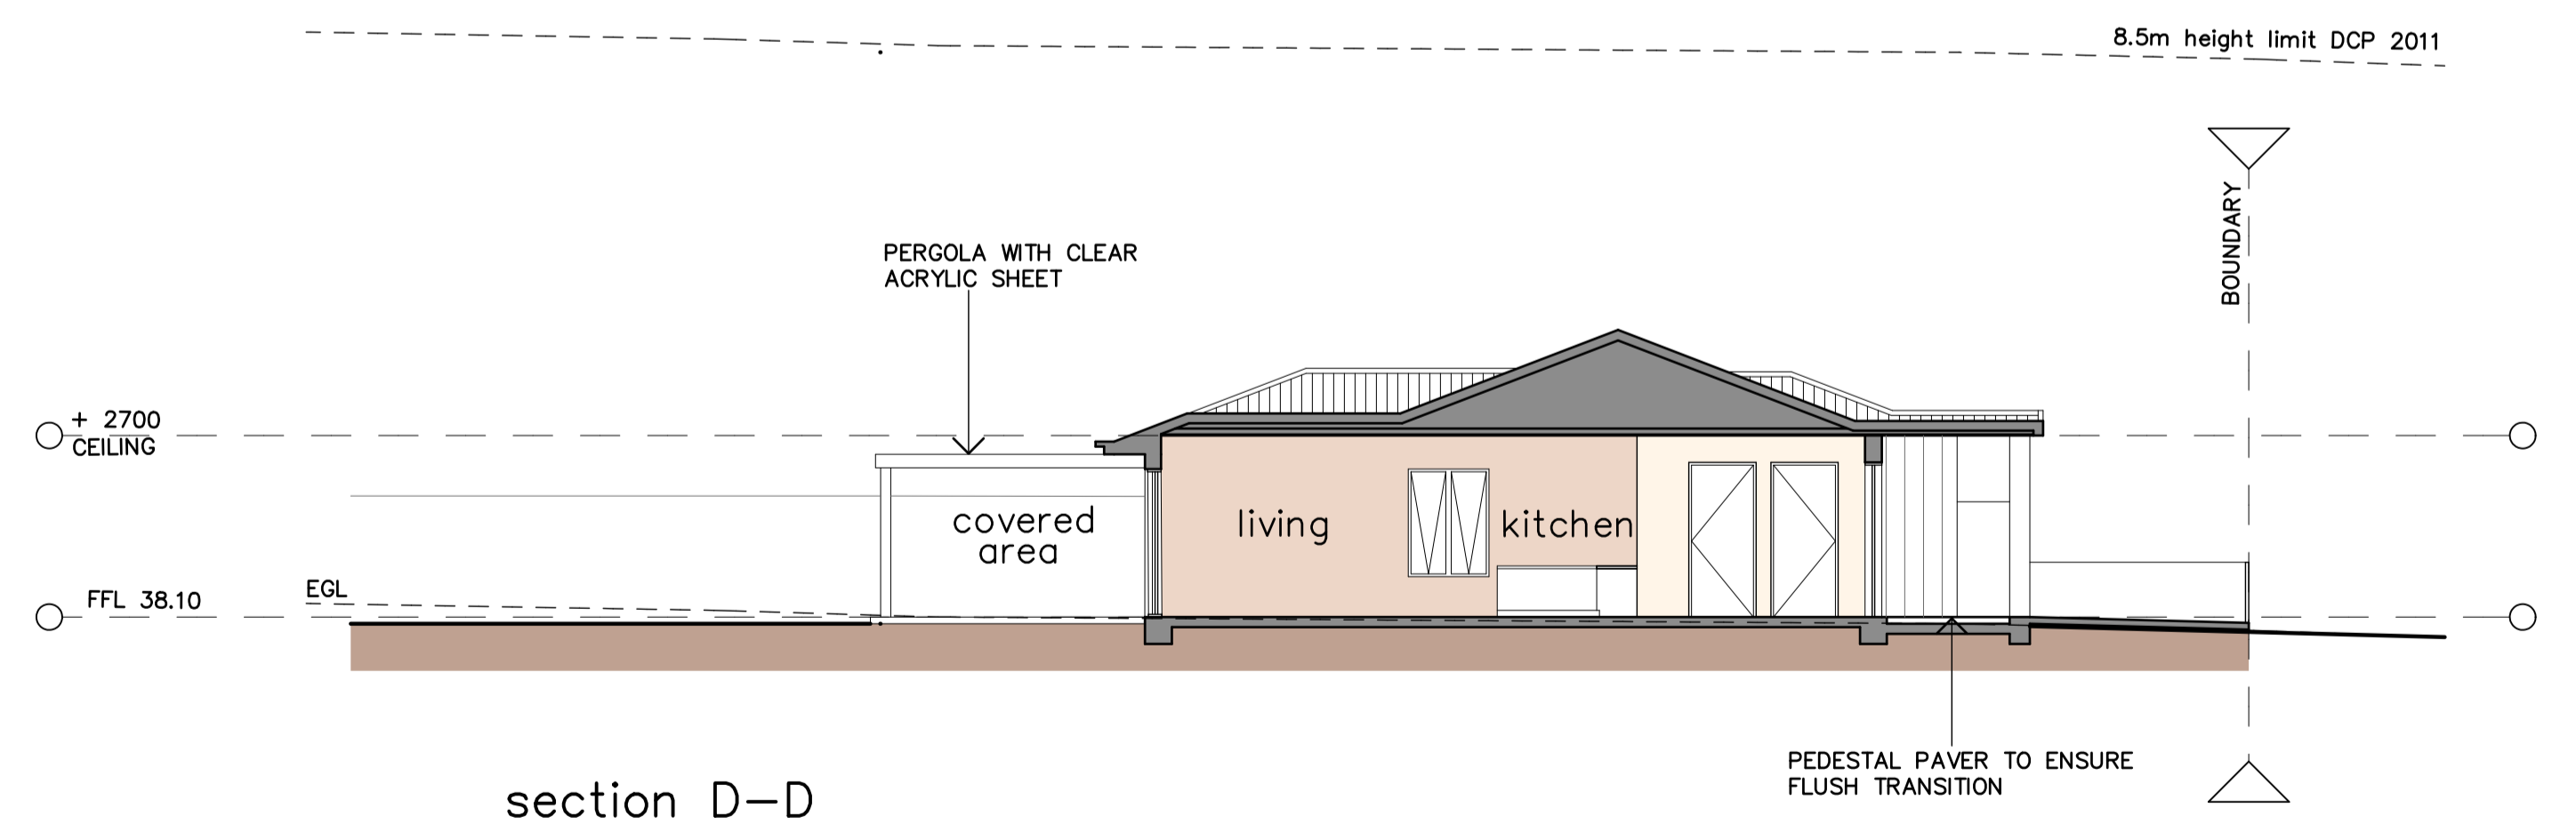 8.5m height limit DCP 2011
BOUNDARY
PERGOLA WITH CLEAR
ACRYLIC SHEET
+ 2700
CEILING
covered
area
living
kitchen
EGL
FFL 38.10
PEDESTAL PAVER TO ENSURE
FLUSH TRANSITION
section D-D